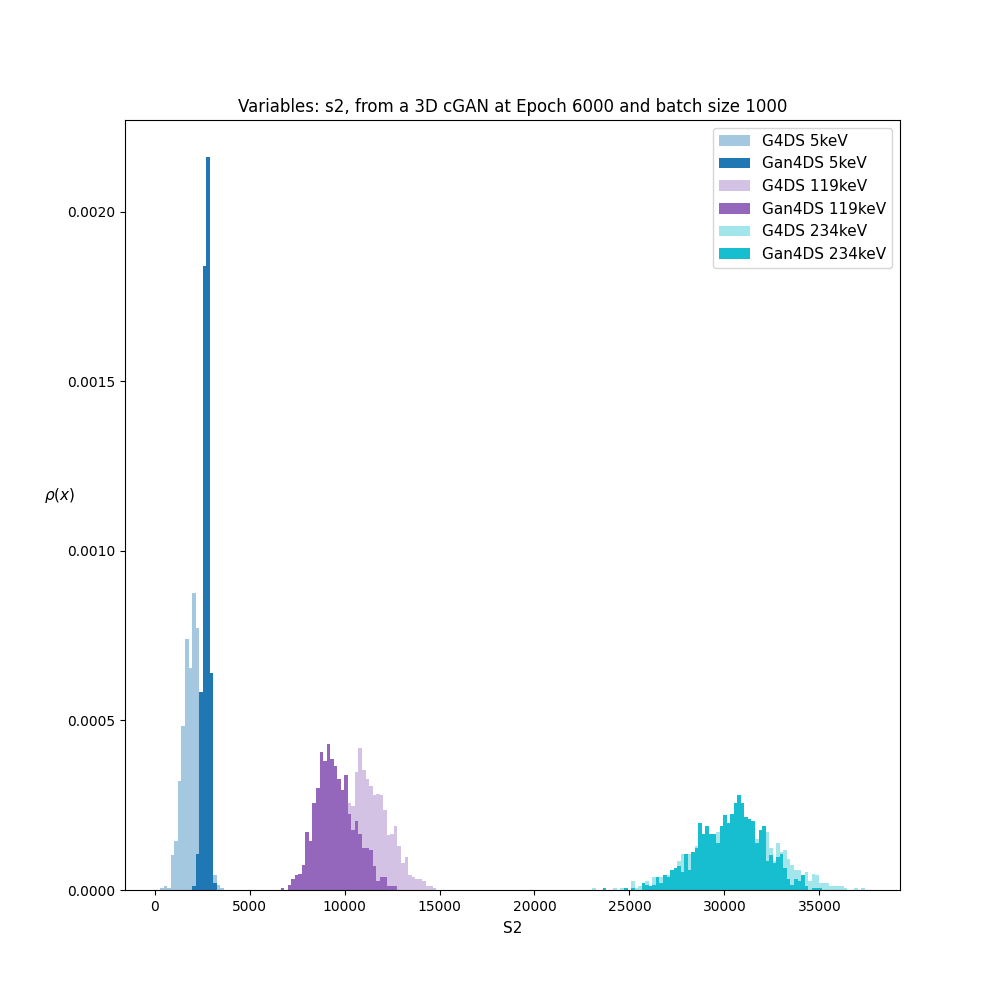 Variables: s2, from a 3D cGAN at Epoch 6000 and batch size 1000
G4DS 5keV
Gan4DS 5keV
G4DS 119keV
Gan4DS 119keV
G4DS 234keV
Gan4DS 234keV
0.0020
0.0015
ρ(x)
0.0010
0.0005
0.0000
0 5000 10000 15000 20000 25000 30000 35000
S2